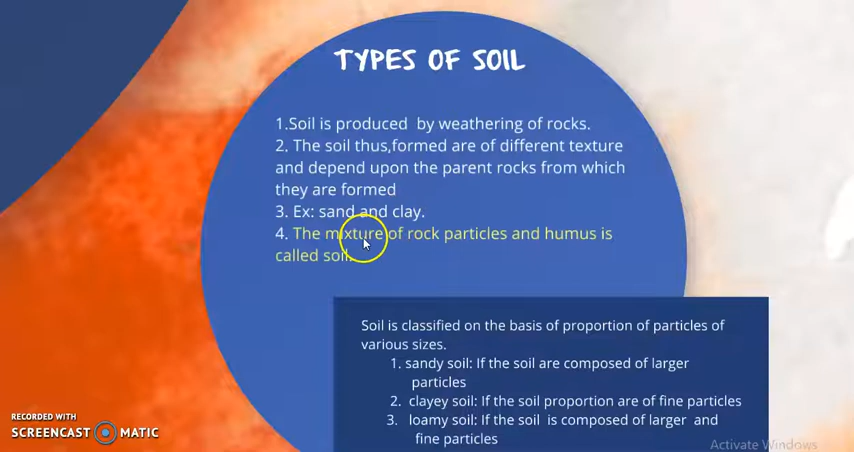 TYPES OF SOIL
1.Soil is produced by weathering of rocks.
2. The soil thus,formed are of different texture
and depend upon the parent rocks from which
they are formed
3. Ex: sand and clay.
4. The mixture of rock particles and humus is
called soil.
Soil is classified on the basis of proportion of particles of
various sizes.
1. sandy soil: If the soil are composed of larger
particles
2. clayey soil: If the soil proportion are of fine particles
3. loamy soil: If the soil is composed of larger and
fine particles
RECORDED WITH
SCREENCAST MATIC
Activate Windows